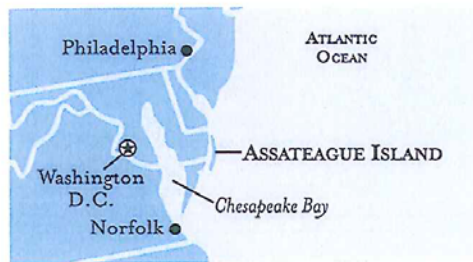 Philadelphia
ATLANTIC
OCEAN
ASSATEAGUE ISLAND
Washington
D.C.
Chesapeake Bay
Norfolk